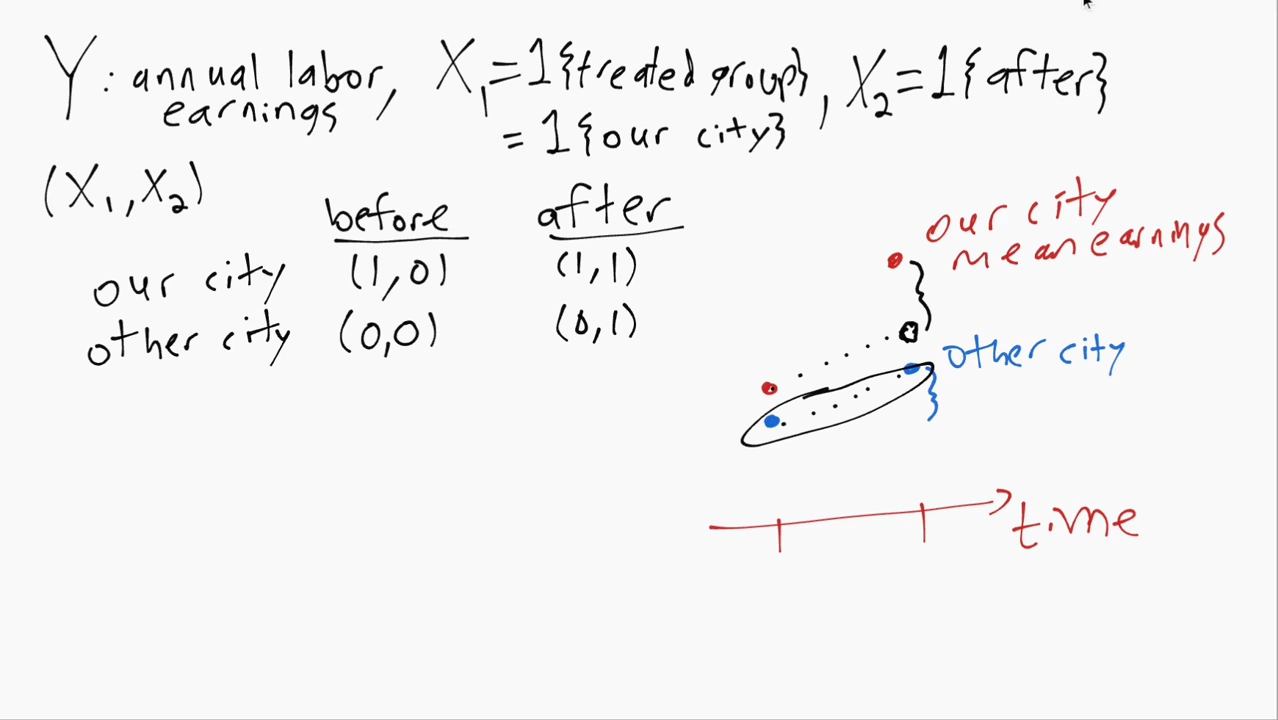 Y : annual labor earnings, X₁ = 1{treated group}, X₂ = 1{after}
= 1{our city}
(X₁, X₂)
before after
our city (1,0) (1,1)
other city (0,0) (0,1)
our city
mean earnings
other city
time